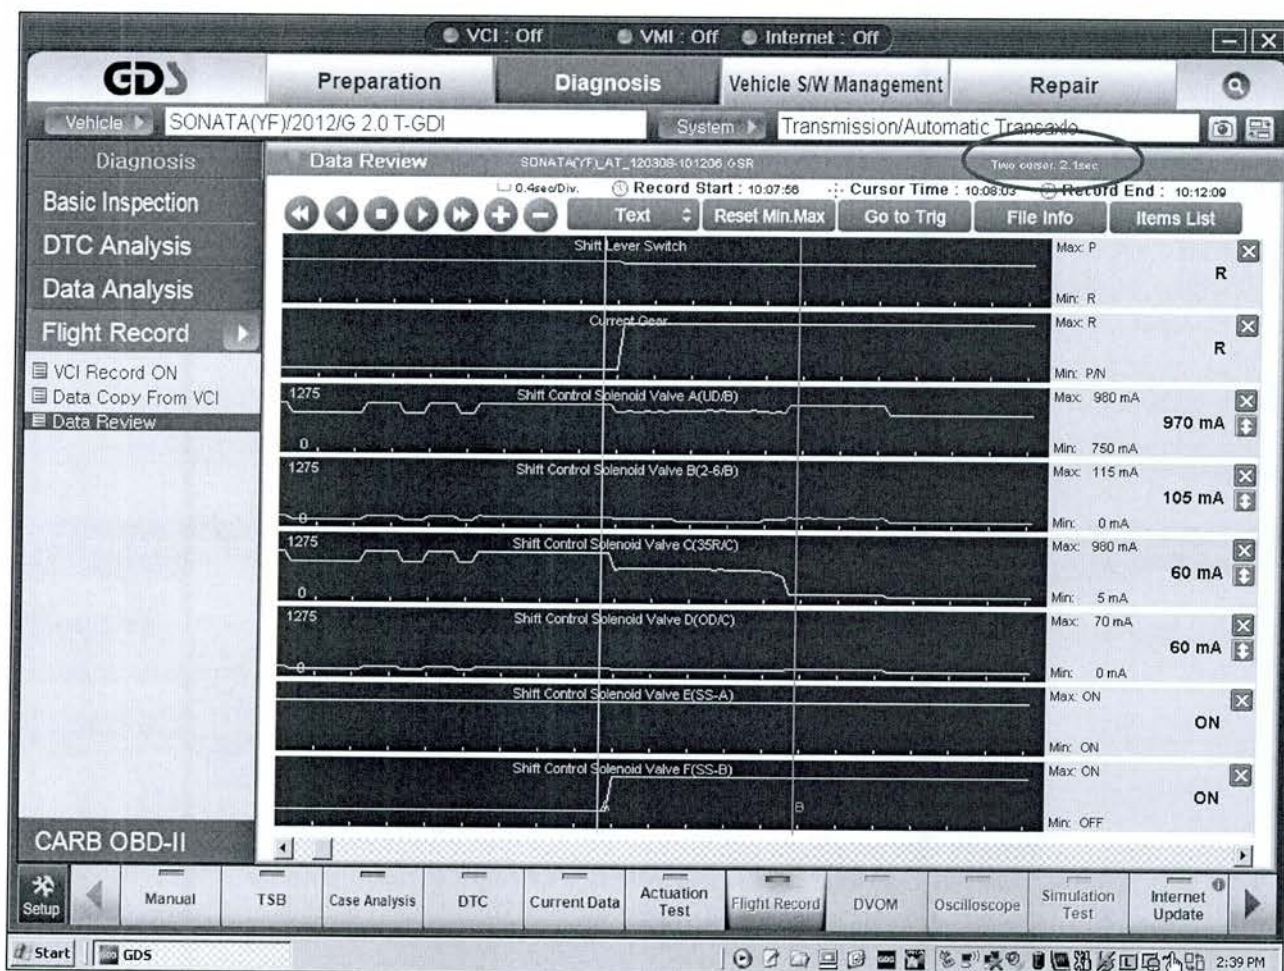 VCI : Off VMI : Off Internet : Off
GDS Preparation Diagnosis Vehicle S/W Management Repair
Vehicle SONATA(YF)/2012/G 2.0 T-GDI System Transmission/Automatic Transaxle
Diagnosis
Basic Inspection
DTC Analysis
Data Analysis
Flight Record
VCI Record ON
Data Copy From VCI
Data Review
CARB OBD-II
Data Review SONATA(YF)_AT_120308-101206.GSR Two cursor: 2.1sec
0.4sec/Div. Record Start : 10:07:56 Cursor Time : 10:08:03 Record End : 10:12:09
Text Reset Min.Max Go to Trig File Info Items List
Shift Lever Switch Max: P
R
Min: R
Current Gear Max: R
R
Min: P/N
1275 Shift Control Solenoid Valve A(UD/B) Max: 980 mA
970 mA
0 Min: 750 mA
1275 Shift Control Solenoid Valve B(2-6/B) Max: 115 mA
105 mA
0 Min: 0 mA
1275 Shift Control Solenoid Valve C(35R/C) Max: 980 mA
60 mA
0 Min: 5 mA
1275 Shift Control Solenoid Valve D(OD/C) Max: 70 mA
60 mA
0 Min: 0 mA
Shift Control Solenoid Valve E(SS-A) Max: ON
ON
Min: ON
Shift Control Solenoid Valve F(SS-B) Max: ON
ON
A B
Min: OFF
Setup Manual TSB Case Analysis DTC Current Data Actuation Test Flight Record DVOM Oscilloscope Simulation Test Internet Update
Start GDS 2:39 PM